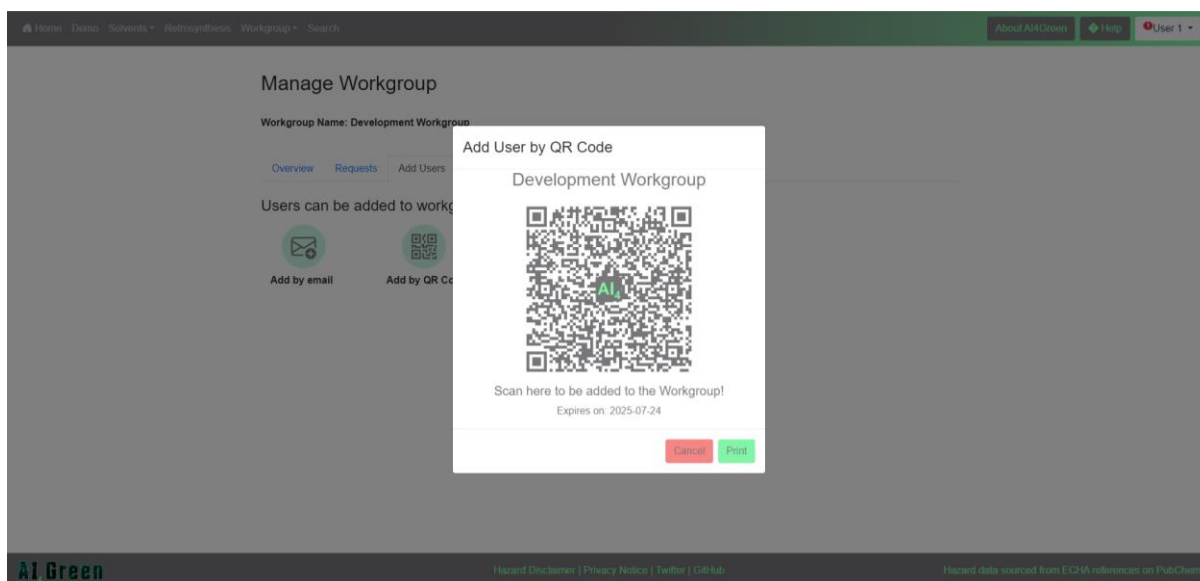 Home Demo Solvents Retrosynthesis Workgroup Search About AI4Green Help User 1
Manage Workgroup
Workgroup Name: Development Workgroup
Add User by QR Code
Overview Requests Add Users
Development Workgroup
Users can be added to workg
Add by email Add by QR Co
AI4
Scan here to be added to the Workgroup!
Expires on: 2025-07-24
Cancel Print
AI Green Hazard Disclaimer | Privacy Notice | Twitter | GitHub Hazard data sourced from ECHA references on PubChem